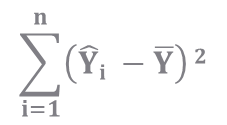 n
∑(Ŷᵢ − Ȳ)²
i=1